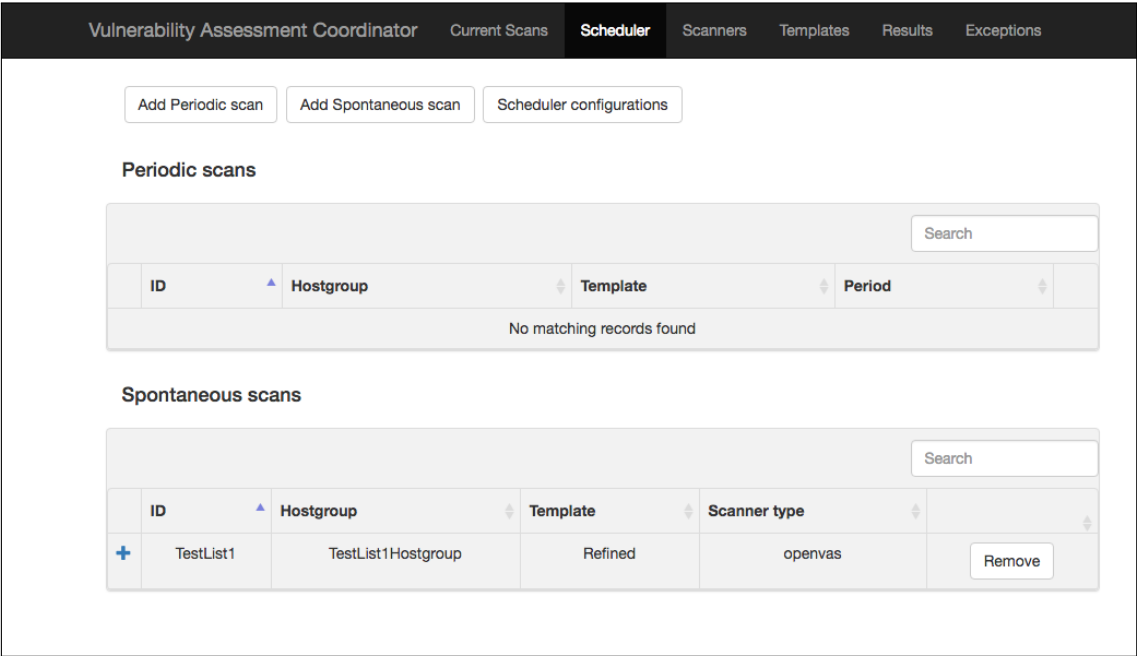 Vulnerability Assessment Coordinator Current Scans Scheduler Scanners Templates Results Exceptions
Add Periodic scan Add Spontaneous scan Scheduler configurations
Periodic scans
Search
ID Hostgroup Template Period
No matching records found
Spontaneous scans
Search
ID Hostgroup Template Scanner type
TestList1 TestList1Hostgroup Refined openvas Remove